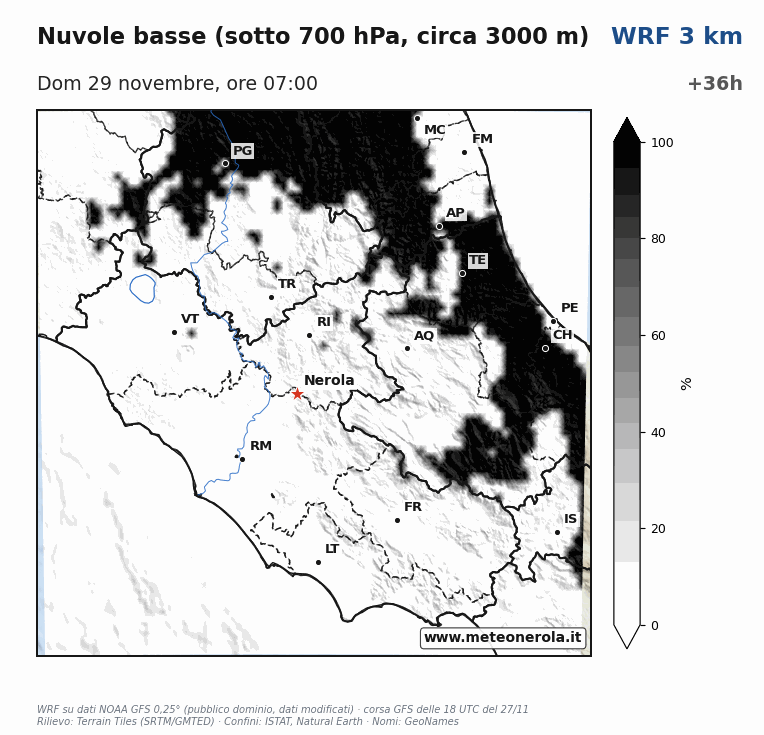 Nuvole basse (sotto 700 hPa, circa 3000 m) WRF 3 km
Dom 29 novembre, ore 07:00 +36h
MC
FM
PG
AP
TE
TR
PE
VT
RI
AQ
CH
Nerola
RM
FR
IS
LT
www.meteonerola.it
100
80
60
40
20
0
%
WRF su dati NOAA GFS 0,25° (pubblico dominio, dati modificati) · corsa GFS delle 18 UTC del 27/11
Rilievo: Terrain Tiles (SRTM/GMTED) · Confini: ISTAT, Natural Earth · Nomi: GeoNames